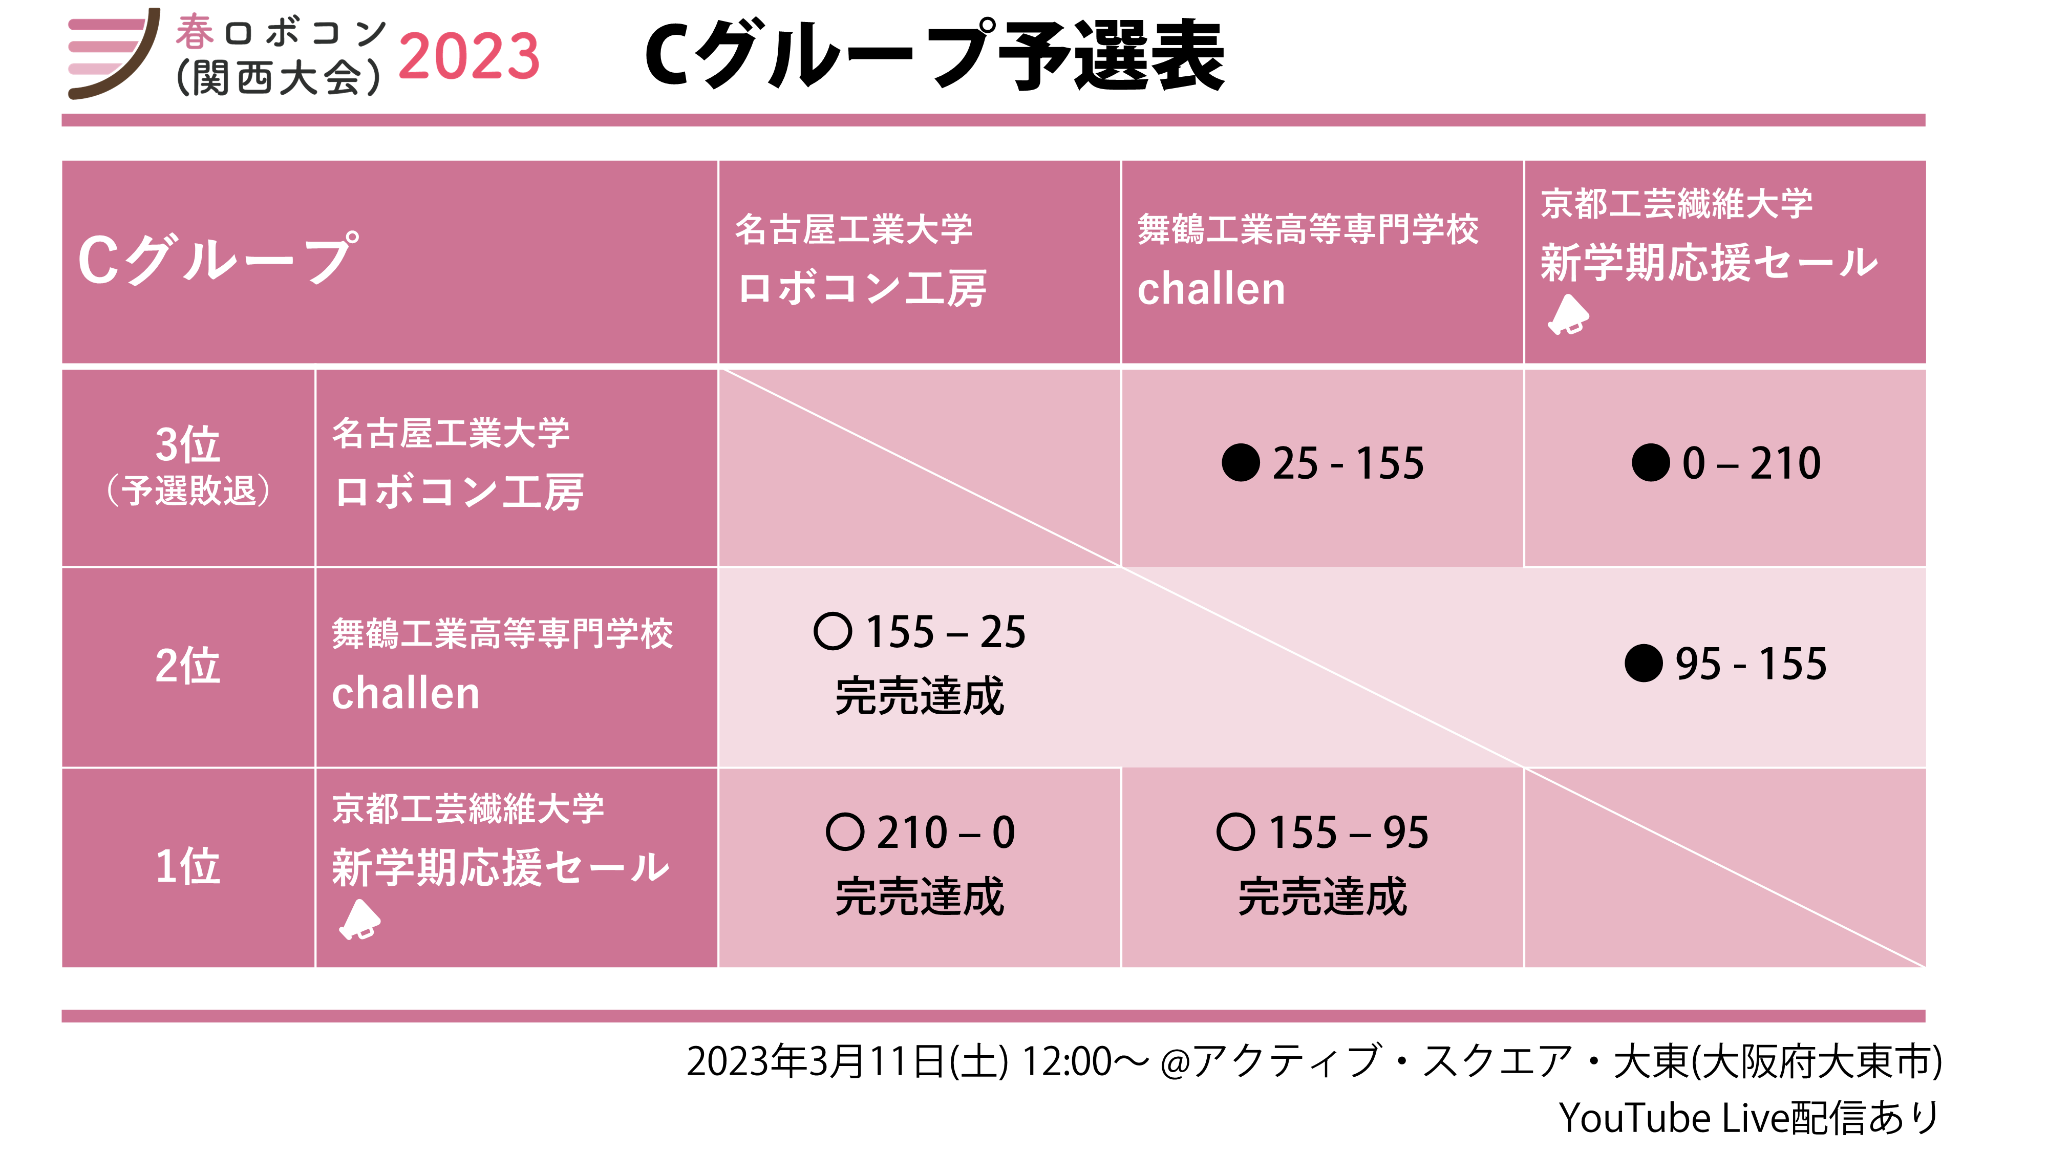 春ロボコン
(関西大会)
2023
Cグループ予選表
Cグループ
名古屋工業大学
ロボコン工房
舞鶴工業高等専門学校
challen
京都工芸繊維大学
新学期応援セール
3位
（予選敗退）
名古屋工業大学
ロボコン工房
● 25 - 155
● 0 – 210
2位
舞鶴工業高等専門学校
challen
〇 155 – 25
完売達成
● 95 - 155
1位
京都工芸繊維大学
新学期応援セール
〇 210 – 0
完売達成
〇 155 – 95
完売達成
2023年3月11日(土) 12:00～ @アクティブ・スクエア・大東(大阪府大東市)
YouTube Live配信あり